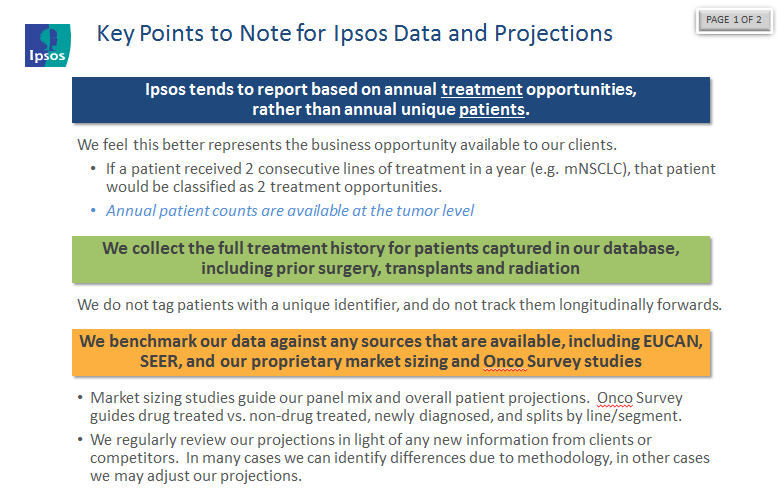 PAGE 1 OF 2
Ipsos
Key Points to Note for Ipsos Data and Projections
Ipsos tends to report based on annual treatment opportunities,
rather than annual unique patients.
We feel this better represents the business opportunity available to our clients.
• If a patient received 2 consecutive lines of treatment in a year (e.g. mNSCLC), that patient
would be classified as 2 treatment opportunities.
• Annual patient counts are available at the tumor level
We collect the full treatment history for patients captured in our database,
including prior surgery, transplants and radiation
We do not tag patients with a unique identifier, and do not track them longitudinally forwards.
We benchmark our data against any sources that are available, including EUCAN,
SEER, and our proprietary market sizing and Onco Survey studies
• Market sizing studies guide our panel mix and overall patient projections. Onco Survey
guides drug treated vs. non-drug treated, newly diagnosed, and splits by line/segment.
• We regularly review our projections in light of any new information from clients or
competitors. In many cases we can identify differences due to methodology, in other cases
we may adjust our projections.